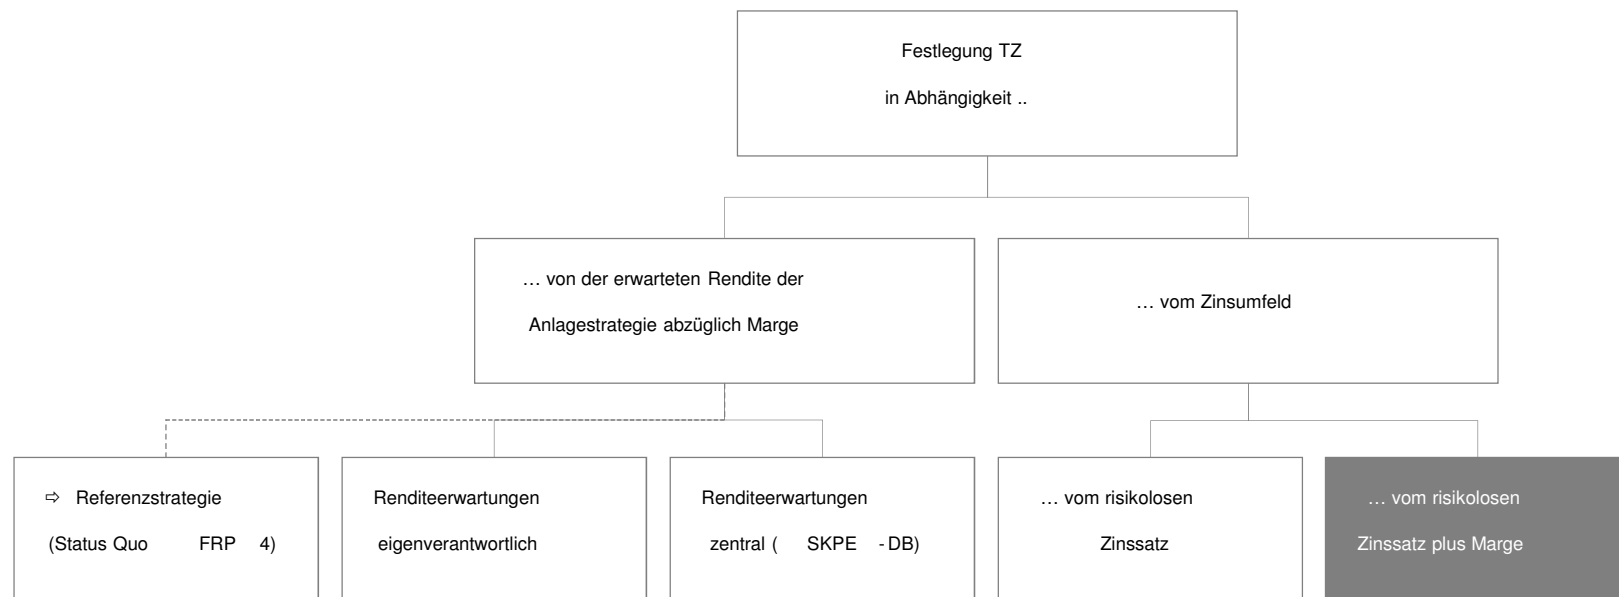 Festlegung TZ
in Abhängigkeit ..
… von der erwarteten Rendite der
Anlagestrategie abzüglich Marge
… vom Zinsumfeld
⇨ Referenzstrategie
(Status Quo FRP 4)
Renditeerwartungen
eigenverantwortlich
Renditeerwartungen
zentral ( SKPE -DB)
… vom risikolosen
Zinssatz
… vom risikolosen
Zinssatz plus Marge